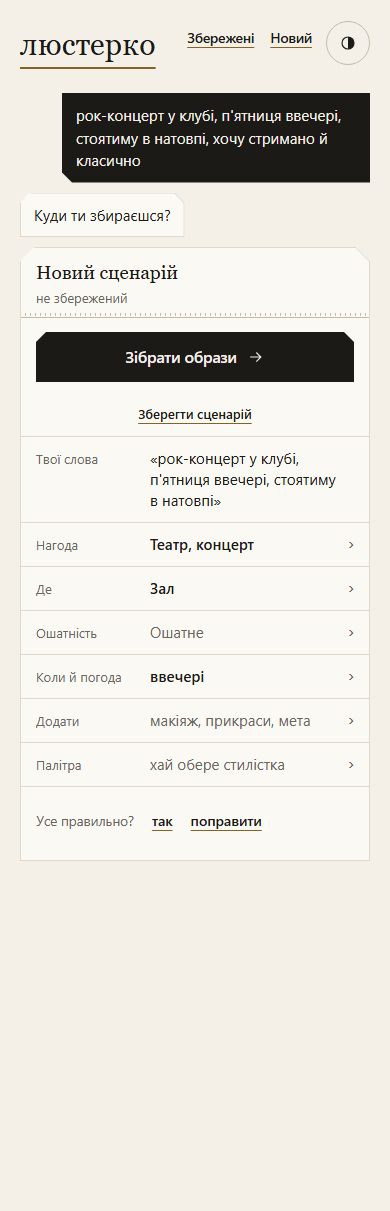 люстерко
Збережені
Новий
рок-концерт у клубі, п'ятниця ввечері,
стоятиму в натовпі, хочу стримано й
класично
Куди ти збираєшся?
Новий сценарій
не збережений
Зібрати образи →
Зберегти сценарій
Твої слова
«рок-концерт у клубі,
п'ятниця ввечері, стоятиму
в натовпі»
Нагода
Театр, концерт
Де
Зал
Ошатність
Ошатне
Коли й погода
ввечері
Додати
макіяж, прикраси, мета
Палітра
хай обере стилістка
Усе правильно?
так
поправити